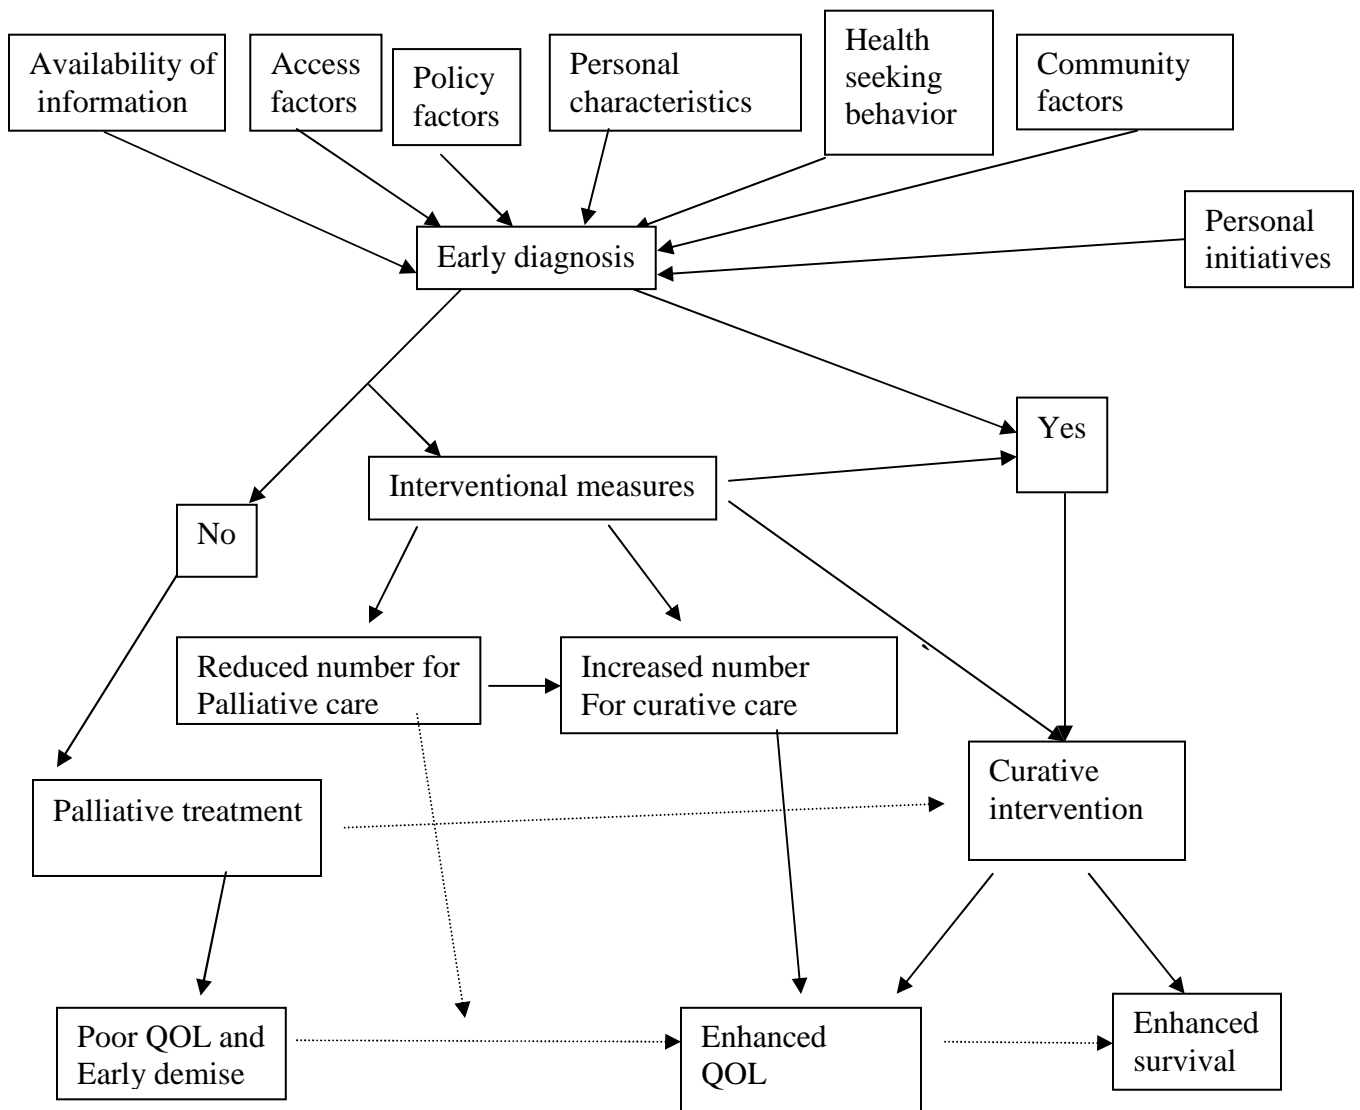 Availability of
information
Access
factors
Policy
factors
Personal
characteristics
Health
seeking
behavior
Community
factors
Personal
initiatives
Early diagnosis
Yes
Interventional measures
No
Reduced number for
Palliative care
Increased number
For curative care
Curative
intervention
Palliative treatment
Poor QOL and
Early demise
Enhanced
QOL
Enhanced
survival